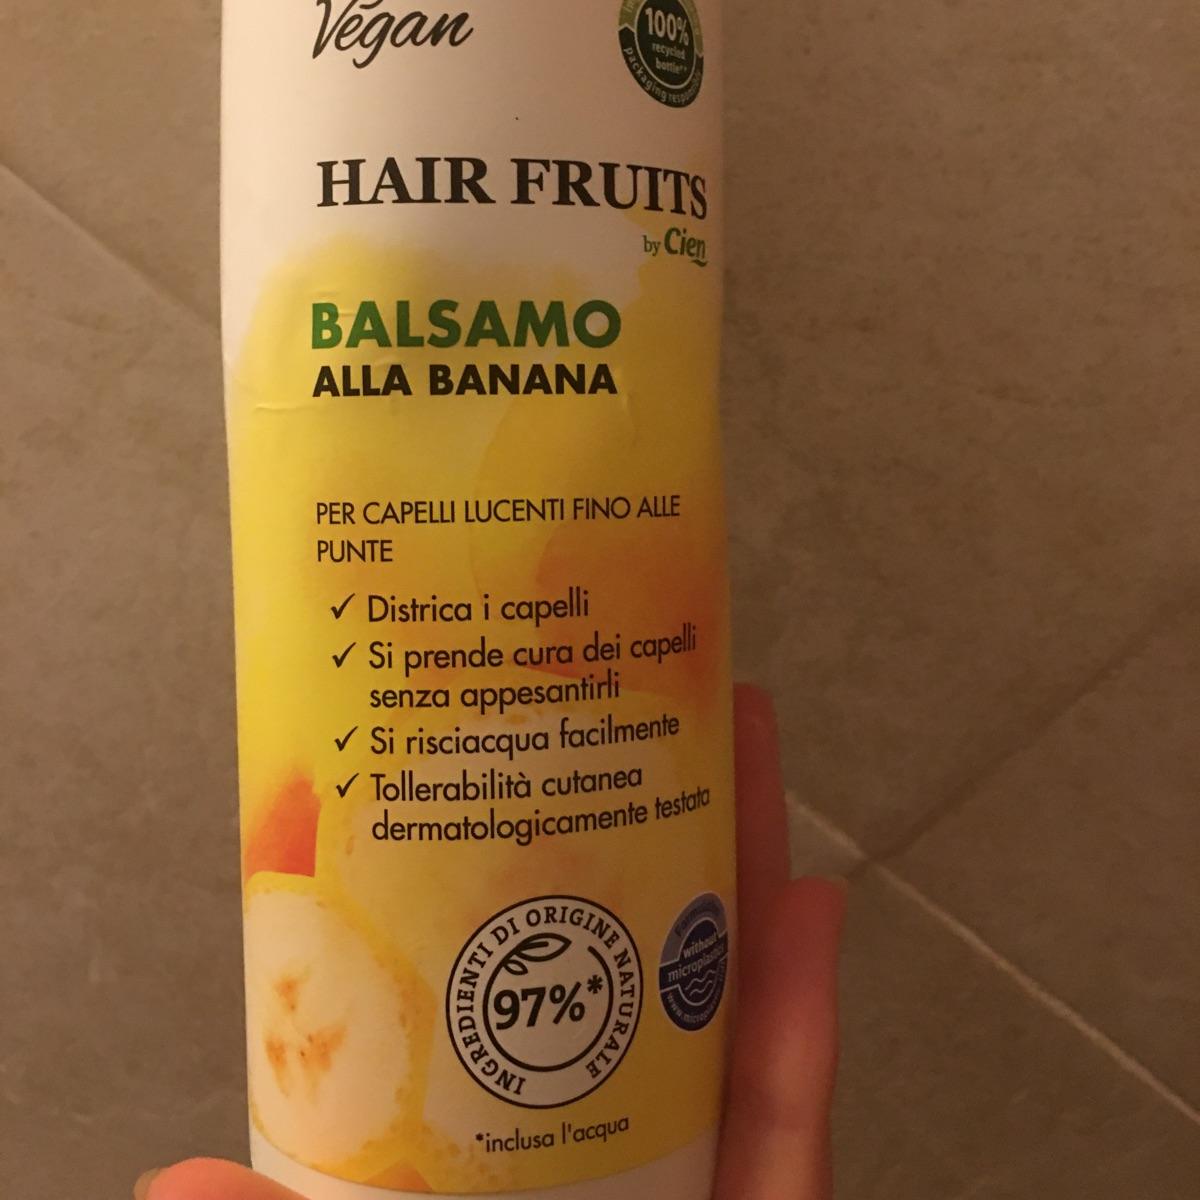 Vegan
100%
recycled
bottle**
packaging
HAIR FRUITS
by Cien
BALSAMO
ALLA BANANA
PER CAPELLI LUCENTI FINO ALLE
PUNTE
✓ Districa i capelli
✓ Si prende cura dei capelli
senza appesantirli
✓ Si risciacqua facilmente
✓ Tollerabilità cutanea
dermatologicamente testata
INGREDIENTI DI ORIGINE NATURALE
97%*
without
microplastics
*inclusa l'acqua